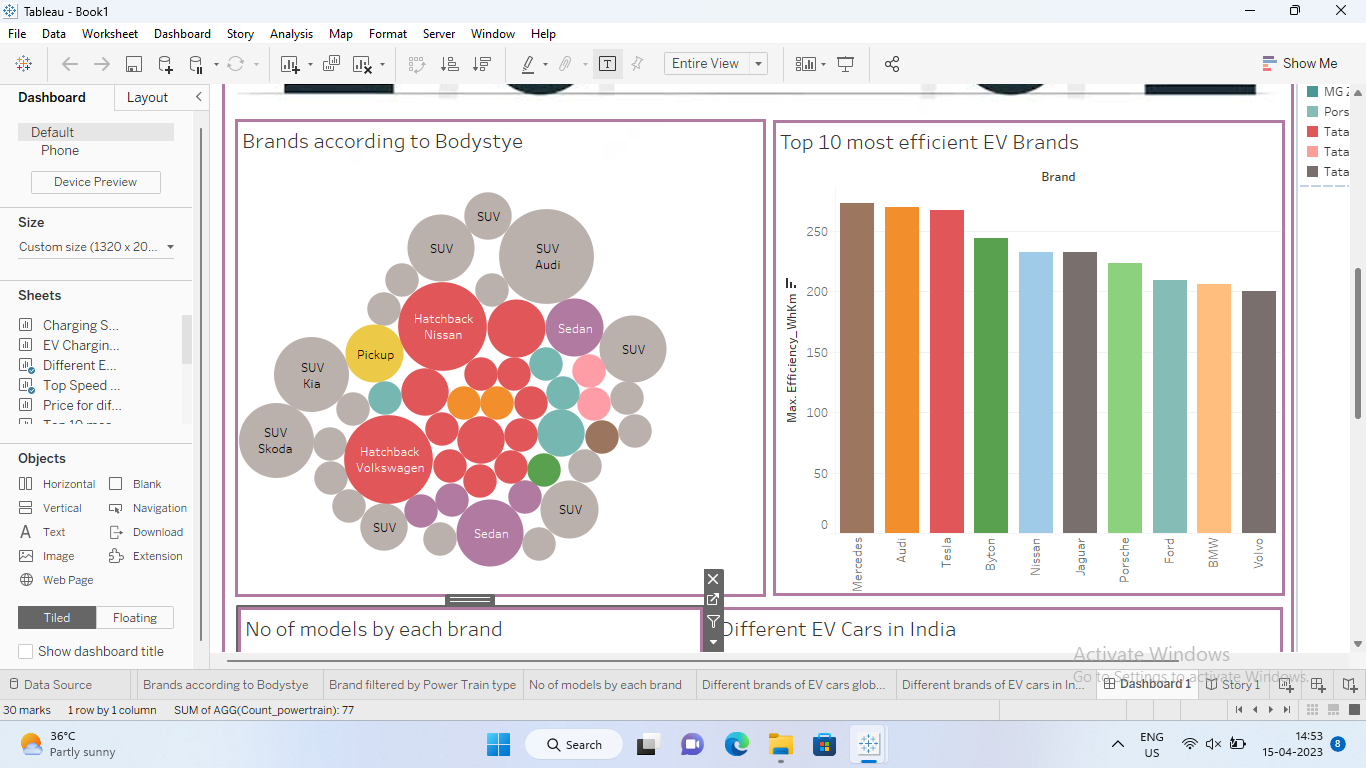 Tableau - Book1
File Data Worksheet Dashboard Story Analysis Map Format Server Window Help
Entire View
Show Me
Dashboard Layout
Default
Phone
Device Preview
Size
Custom size (1320 x 20...
Sheets
Charging S...
EV Chargin...
Different E...
Top Speed ...
Price for dif...
Objects
Horizontal Blank
Vertical Navigation
Text Download
Image Extension
Web Page
Tiled Floating
Show dashboard title
Brands according to Bodystye
SUV
SUV
SUV
Audi
Hatchback
Nissan
Sedan
SUV
Pickup
SUV
Kia
SUV
Skoda
Hatchback
Volkswagen
SUV
SUV
Sedan
Top 10 most efficient EV Brands
Brand
Max. Efficiency_WhKm
250
200
150
100
50
0
Mercedes
Audi
Tesla
Byton
Nissan
Jaguar
Porsche
Ford
BMW
Volvo
MG
Pors
Tata
Tata
Tata
No of models by each brand
Different EV Cars in India
Activate Windows
Go to Settings to activate Windows.
Data Source Brands according to Bodystye Brand filtered by Power Train type No of models by each brand Different brands of EV cars glob... Different brands of EV cars in In... Dashboard 1 Story 1
30 marks 1 row by 1 column SUM of AGG(Count_powertrain): 77
36°C
Partly sunny
Search
ENG
US
14:53
15-04-2023
8